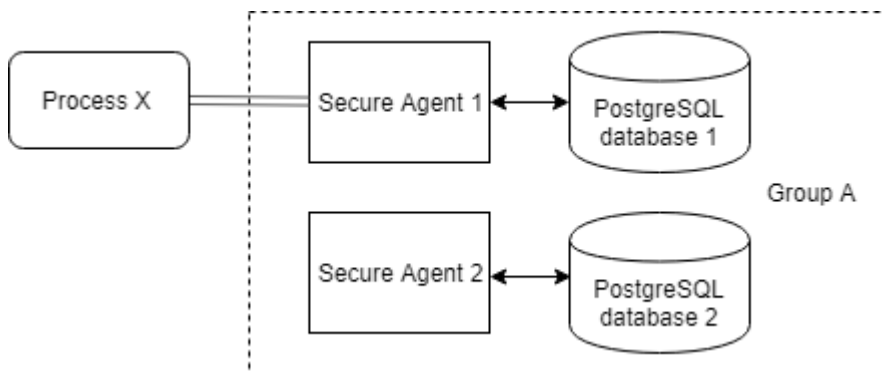 Process X
Secure Agent 1
PostgreSQL
database 1
Group A
Secure Agent 2
PostgreSQL
database 2